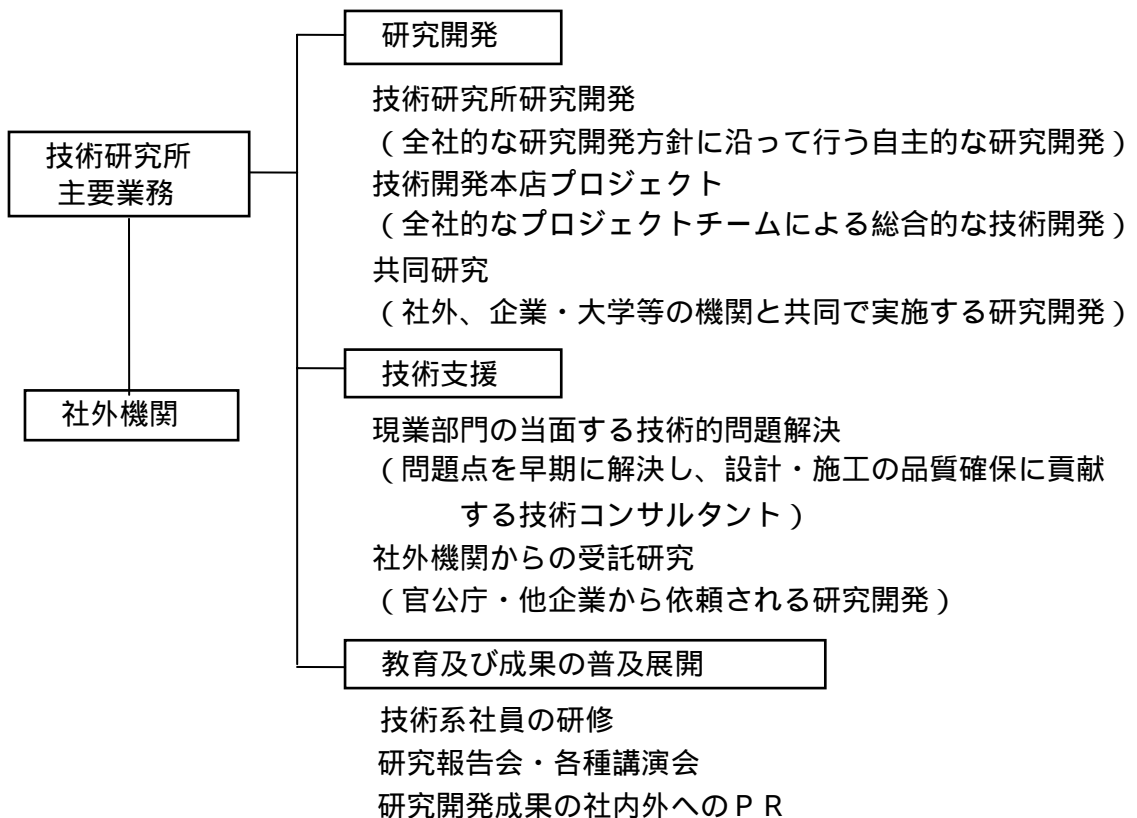 研究開発
技術研究所研究開発
（全社的な研究開発方針に沿って行う自主的な研究開発）
技術研究所
主要業務
技術開発本店プロジェクト
（全社的なプロジェクトチームによる総合的な技術開発）
共同研究
（社外、企業・大学等の機関と共同で実施する研究開発）
技術支援
社外機関
現業部門の当面する技術的問題解決
（問題点を早期に解決し、設計・施工の品質確保に貢献
する技術コンサルタント）
社外機関からの受託研究
（官公庁・他企業から依頼される研究開発）
教育及び成果の普及展開
技術系社員の研修
研究報告会・各種講演会
研究開発成果の社内外へのＰＲ